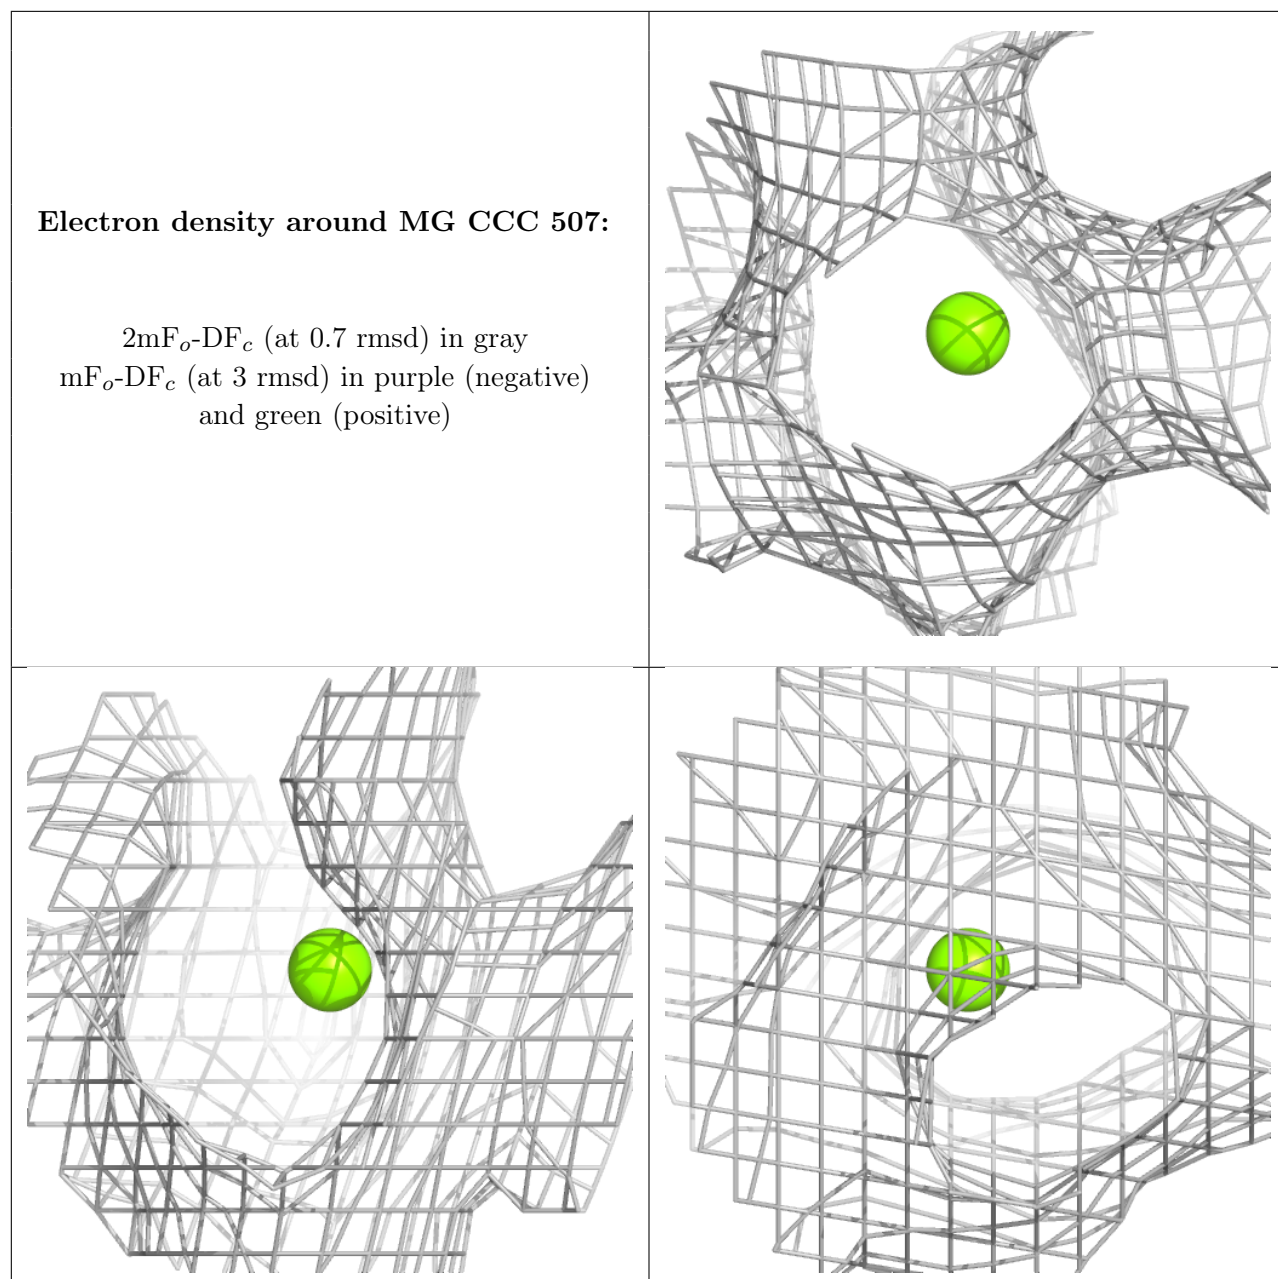 Electron density around MG CCC 507:
2mFo-DFc (at 0.7 rmsd) in gray
mFo-DFc (at 3 rmsd) in purple (negative)
and green (positive)